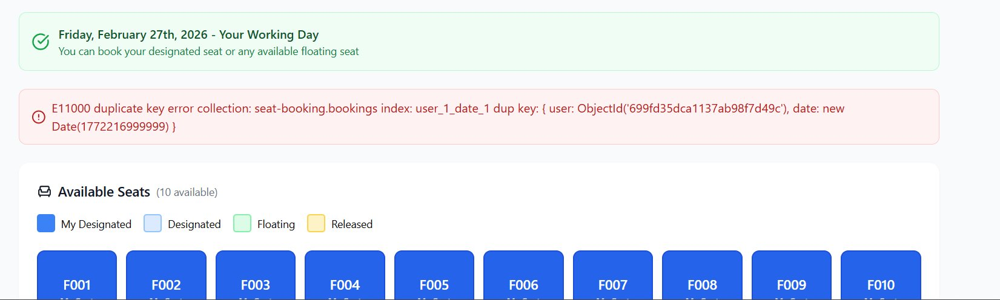 Friday, February 27th, 2026 - Your Working Day
You can book your designated seat or any available floating seat
E11000 duplicate key error collection: seat-booking.bookings index: user_1_date_1 dup key: { user: ObjectId('699fd35dca1137ab98f7d49c'), date: new
Date(1772216999999) }
Available Seats (10 available)
My Designated Designated Floating Released
F001 F002 F003 F004 F005 F006 F007 F008 F009 F010